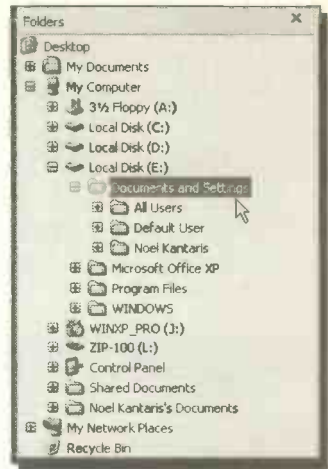 Folders
Desktop
My Documents
My Computer
3½ Floppy (A:)
Local Disk (C:)
Local Disk (D:)
Local Disk (E:)
Documents and Settings
All Users
Default User
Noel Kantaris
Microsoft Office XP
Program Files
WINDOWS
WINXP_PRO (J:)
ZIP-100 (L:)
Control Panel
Shared Documents
Noel Kantaris's Documents
My Network Places
Recycle Bin